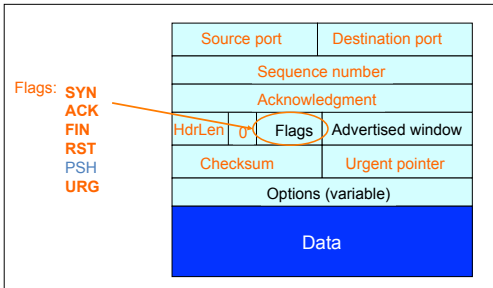 Source port Destination port
Sequence number
Acknowledgment
HdrLen 0 Flags Advertised window
Checksum Urgent pointer
Options (variable)
Data
Flags: SYN
ACK
FIN
RST
PSH
URG